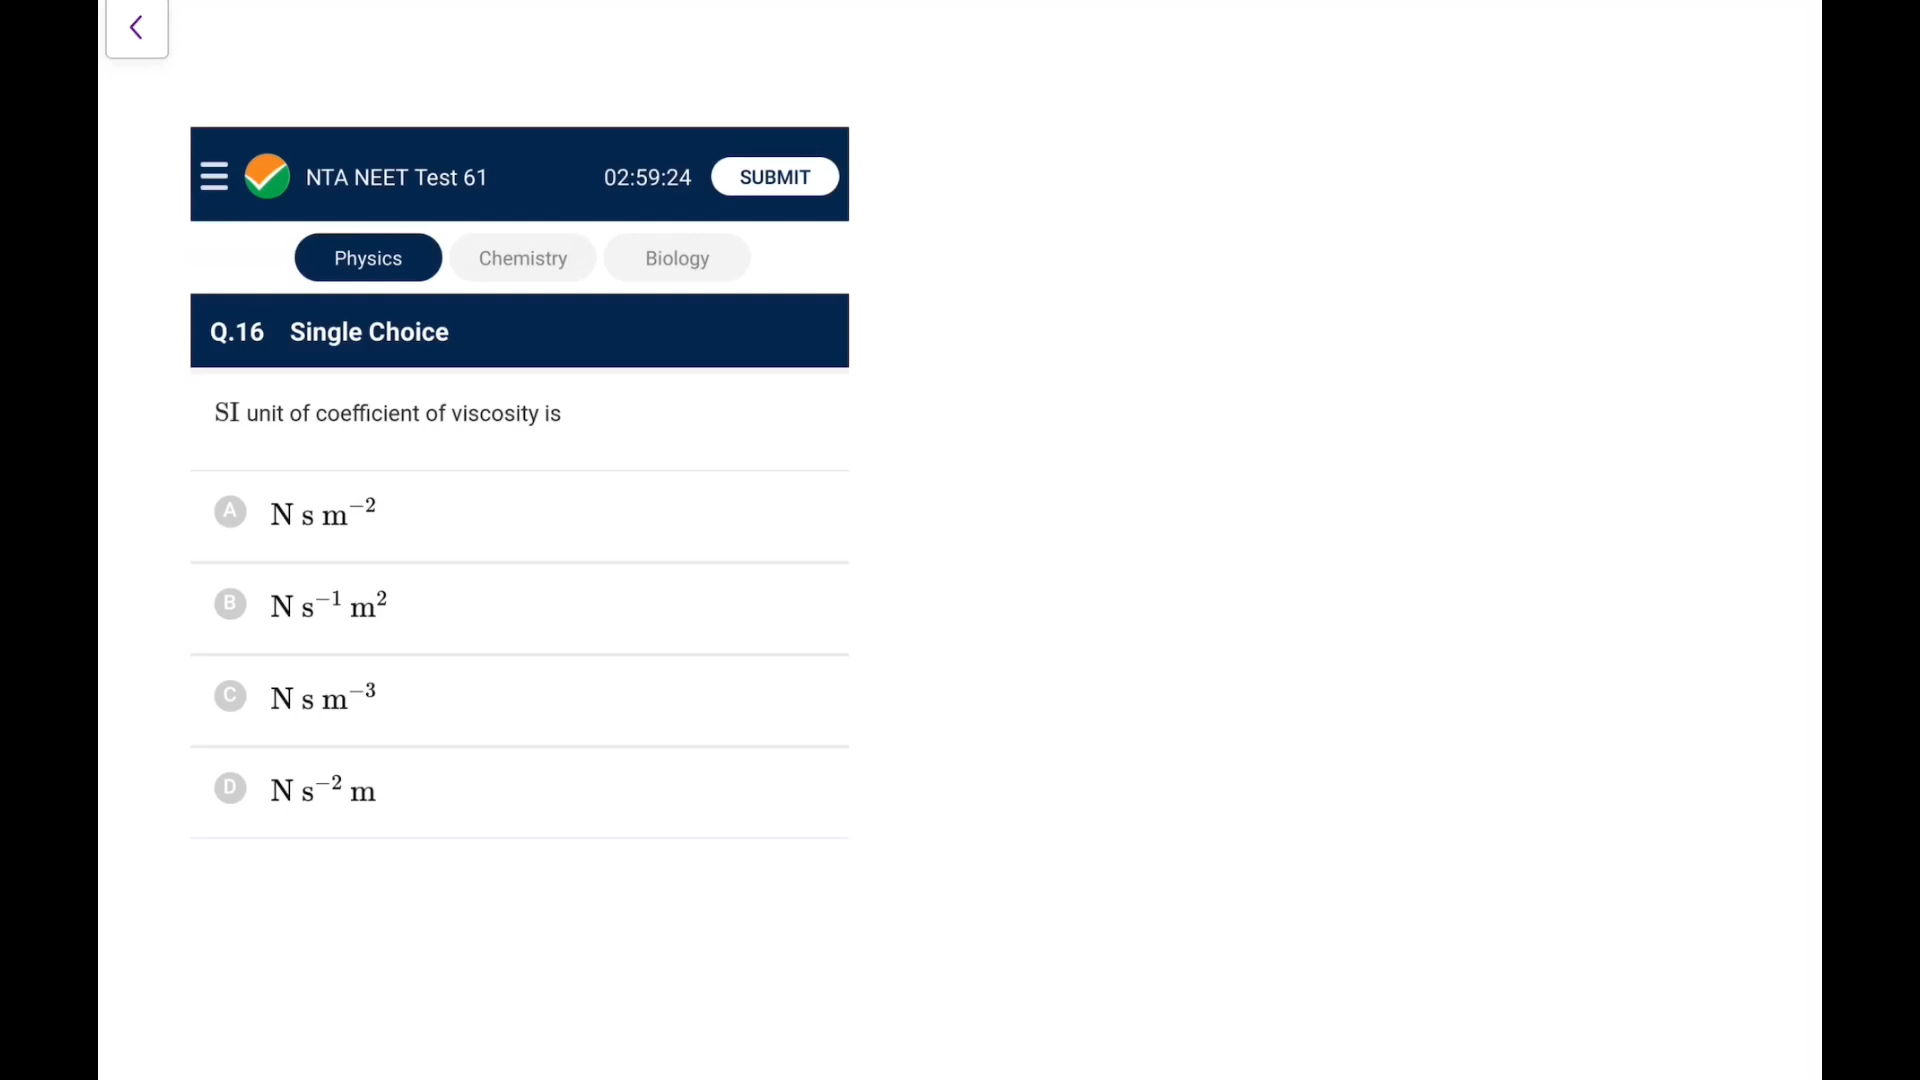 NTA NEET Test 61 02:59:24 SUBMIT
Physics Chemistry Biology
Q.16 Single Choice
SI unit of coefficient of viscosity is
A N s m⁻²
B N s⁻¹ m²
C N s m⁻³
D N s⁻² m